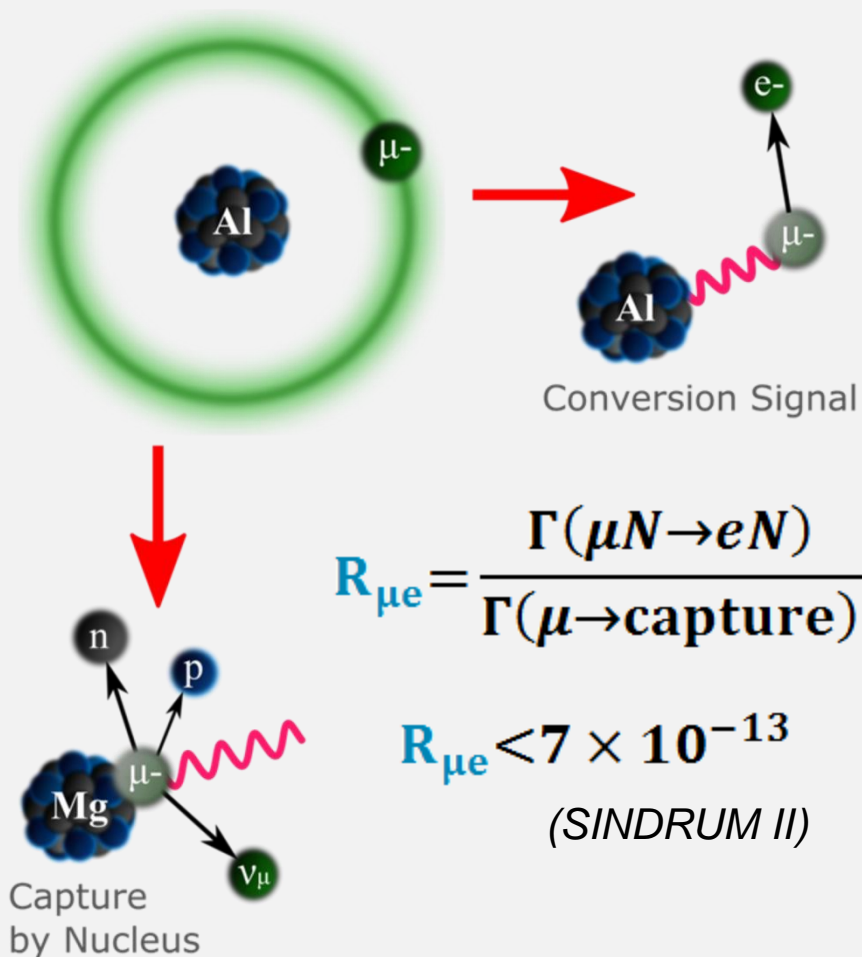 μ-
Al
e-
μ-
Al
Conversion Signal
R_μe = Γ(μN→eN) / Γ(μ→capture)
R_μe < 7 × 10⁻¹³
(SINDRUM II)
n
p
μ-
Mg
ν_μ
Capture
by Nucleus